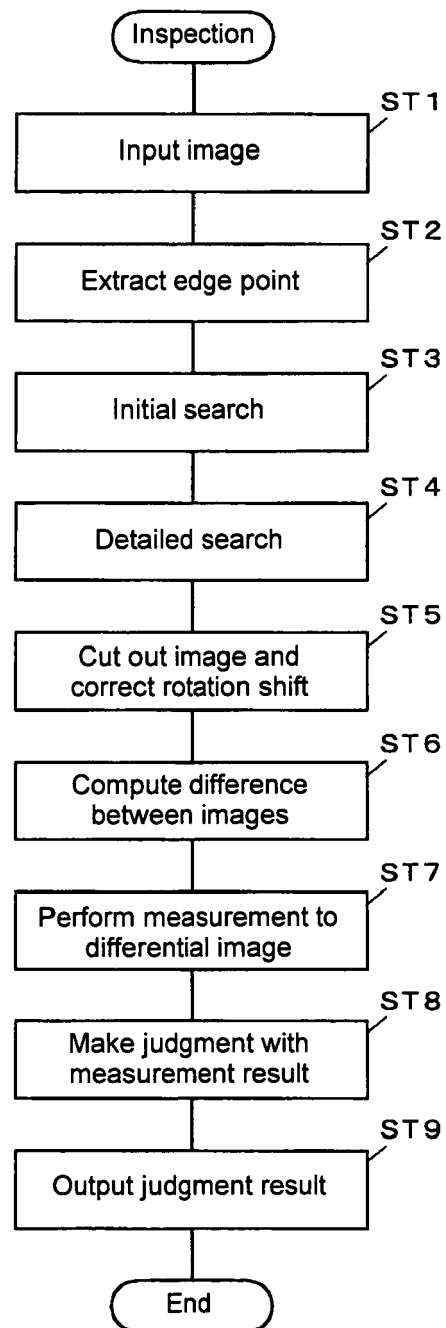 Inspection
ST1
Input image
ST2
Extract edge point
ST3
Initial search
ST4
Detailed search
ST5
Cut out image and
correct rotation shift
ST6
Compute difference
between images
ST7
Perform measurement to
differential image
ST8
Make judgment with
measurement result
ST9
Output judgment result
End